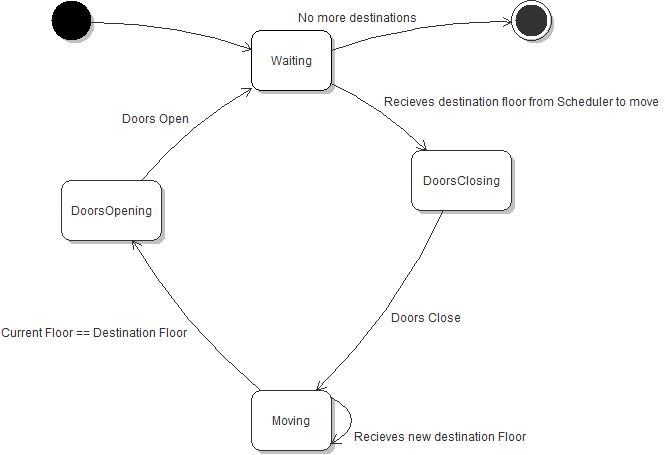 No more destinations
Waiting
Recieves destination floor from Scheduler to move
Doors Open
DoorsClosing
DoorsOpening
Doors Close
Current Floor == Destination Floor
Moving
Recieves new destination Floor